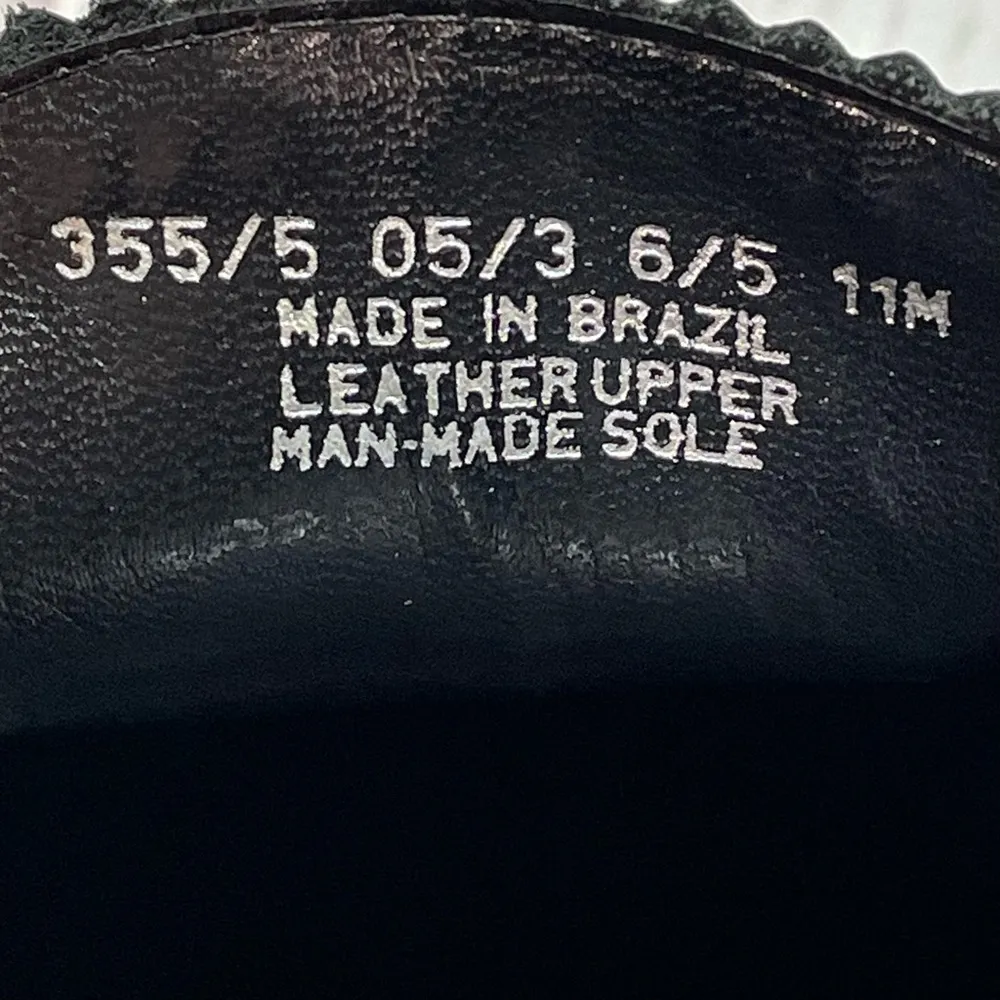 355/5 05/3 6/5 11M
MADE IN BRAZIL
LEATHER UPPER
MAN-MADE SOLE